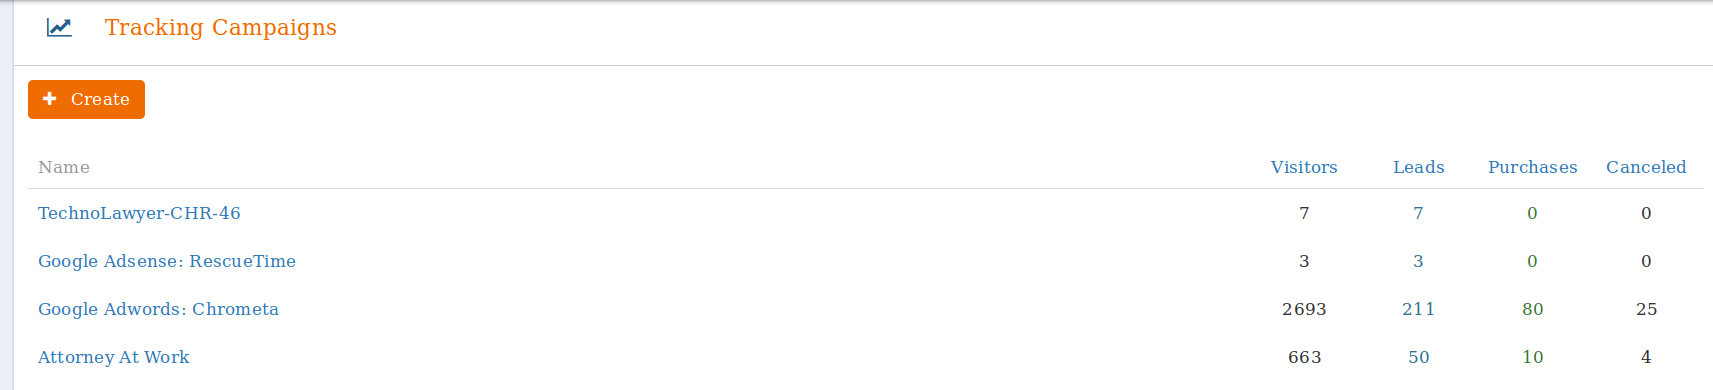 Tracking Campaigns
Create
Name Visitors Leads Purchases Canceled
TechnoLawyer-CHR-46 7 7 0 0
Google Adsense: RescueTime 3 3 0 0
Google Adwords: Chrometa 2693 211 80 25
Attorney At Work 663 50 10 4